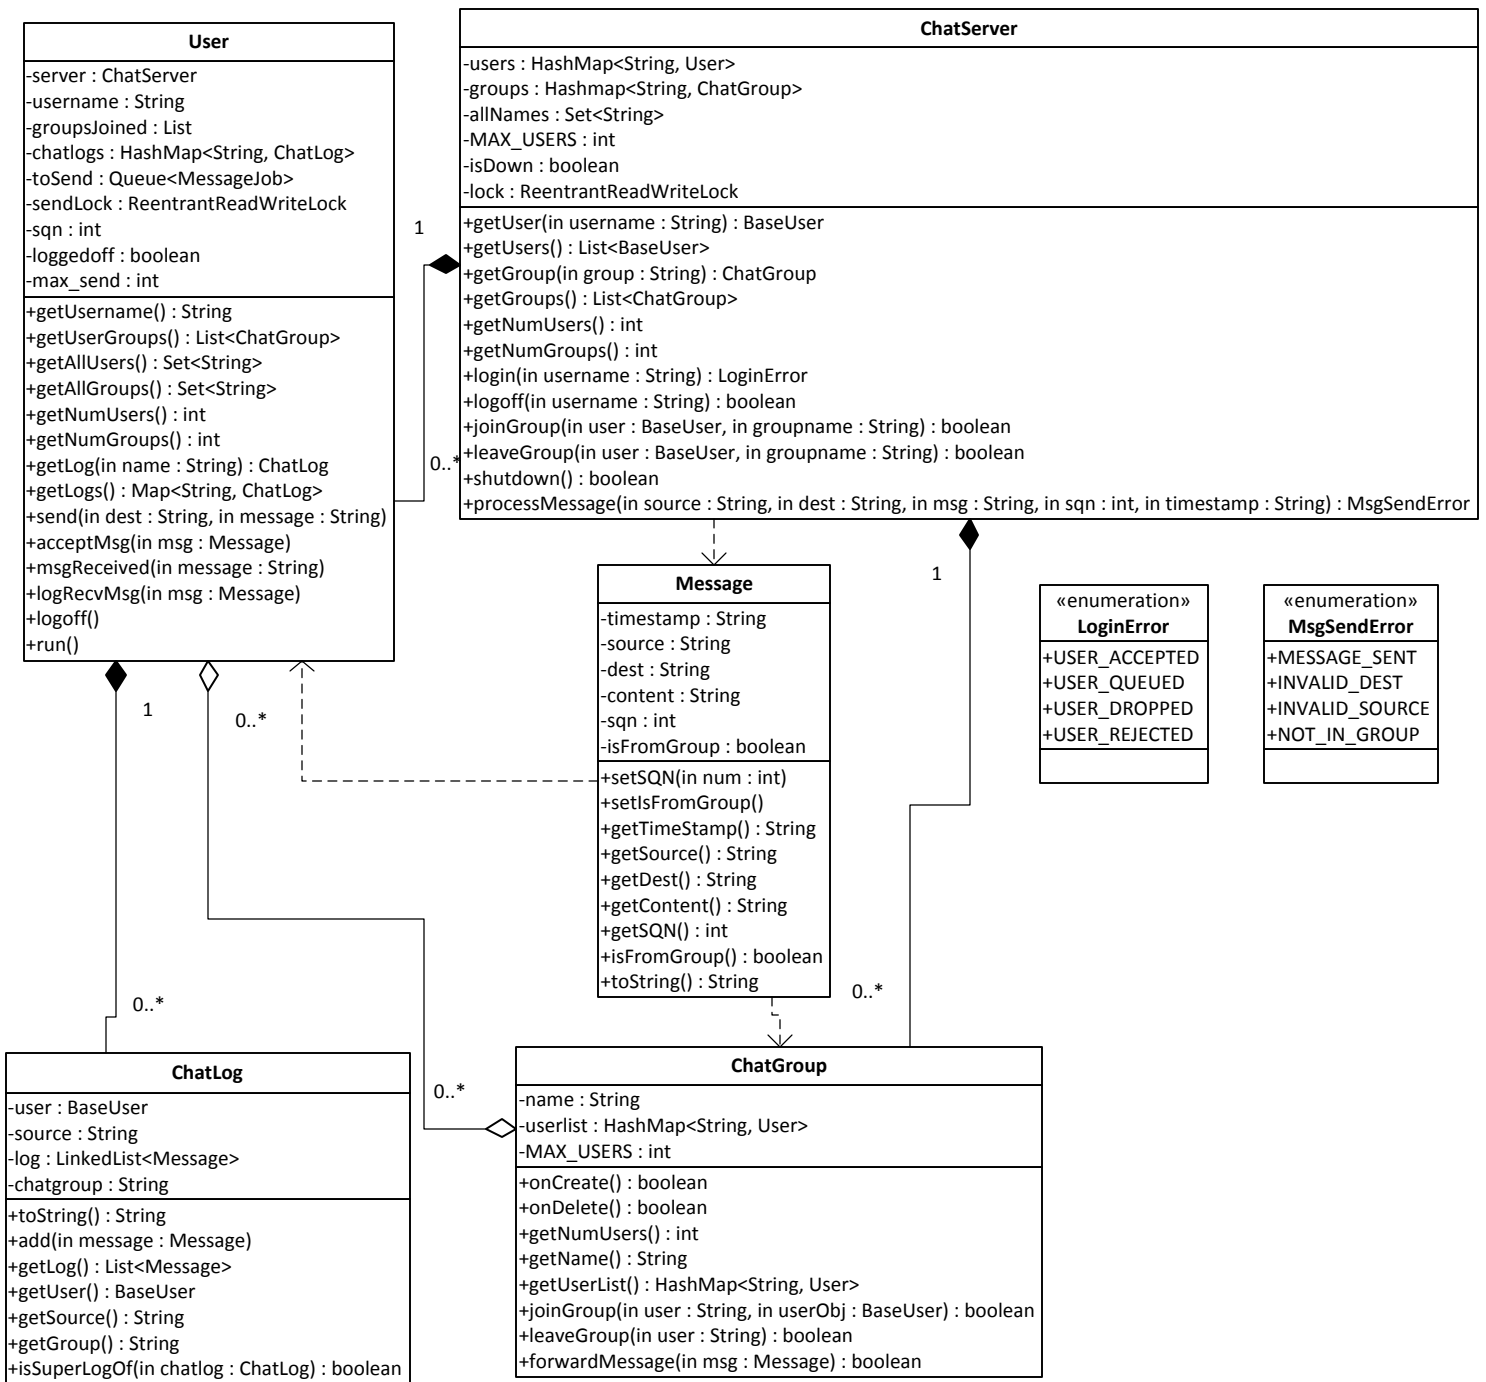 User
-server : ChatServer
-username : String
-groupsJoined : List
-chatlogs : HashMap<String, ChatLog>
-toSend : Queue<MessageJob>
-sendLock : ReentrantReadWriteLock
-sqn : int
-loggedoff : boolean
-max_send : int
+getUsername() : String
+getUserGroups() : List<ChatGroup>
+getAllUsers() : Set<String>
+getAllGroups() : Set<String>
+getNumUsers() : int
+getNumGroups() : int
+getLog(in name : String) : ChatLog
+getLogs() : Map<String, ChatLog>
+send(in dest : String, in message : String)
+acceptMsg(in msg : Message)
+msgReceived(in message : String)
+logRecvMsg(in msg : Message)
+logoff()
+run()
ChatServer
-users : HashMap<String, User>
-groups : Hashmap<String, ChatGroup>
-allNames : Set<String>
-MAX_USERS : int
-isDown : boolean
-lock : ReentrantReadWriteLock
+getUser(in username : String) : BaseUser
+getUsers() : List<BaseUser>
+getGroup(in group : String) : ChatGroup
+getGroups() : List<ChatGroup>
+getNumUsers() : int
+getNumGroups() : int
+login(in username : String) : LoginError
+logoff(in username : String) : boolean
+joinGroup(in user : BaseUser, in groupname : String) : boolean
+leaveGroup(in user : BaseUser, in groupname : String) : boolean
+shutdown() : boolean
+processMessage(in source : String, in dest : String, in msg : String, in sqn : int, in timestamp : String) : MsgSendError
1
0..*
Message
-timestamp : String
-source : String
-dest : String
-content : String
-sqn : int
-isFromGroup : boolean
+setSQN(in num : int)
+setIsFromGroup()
+getTimeStamp() : String
+getSource() : String
+getDest() : String
+getContent() : String
+getSQN() : int
+isFromGroup() : boolean
+toString() : String
1
0..*
«enumeration»
LoginError
+USER_ACCEPTED
+USER_QUEUED
+USER_DROPPED
+USER_REJECTED
«enumeration»
MsgSendError
+MESSAGE_SENT
+INVALID_DEST
+INVALID_SOURCE
+NOT_IN_GROUP
1
0..*
0..*
0..*
ChatLog
-user : BaseUser
-source : String
-log : LinkedList<Message>
-chatgroup : String
+toString() : String
+add(in message : Message)
+getLog() : List<Message>
+getUser() : BaseUser
+getSource() : String
+getGroup() : String
+isSuperLogOf(in chatlog : ChatLog) : boolean
ChatGroup
-name : String
-userlist : HashMap<String, User>
-MAX_USERS : int
+onCreate() : boolean
+onDelete() : boolean
+getNumUsers() : int
+getName() : String
+getUserList() : HashMap<String, User>
+joinGroup(in user : String, in userObj : BaseUser) : boolean
+leaveGroup(in user : String) : boolean
+forwardMessage(in msg : Message) : boolean